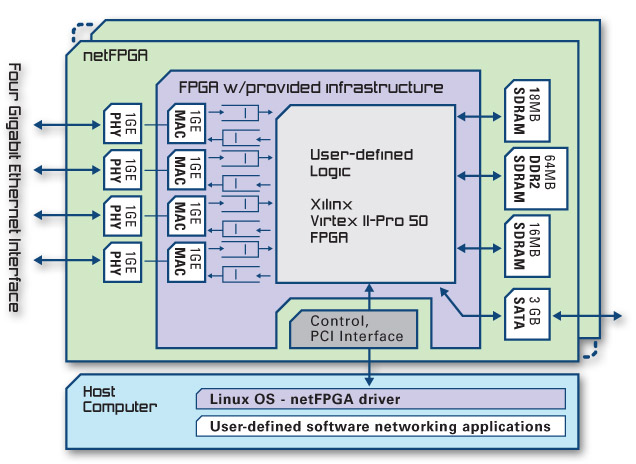 netFPGA
FPGA w/provided infrastructure
Four Gigabit Ethernet Interface
1GE
PHY
1GE
MAC
1GE
PHY
1GE
MAC
1GE
PHY
1GE
MAC
1GE
PHY
1GE
MAC
User-defined
Logic
Xilinx
Virtex II-Pro 50
FPGA
18MB
SDRAM
64MB
DDR2
SDRAM
16MB
SDRAM
3 GB
SATA
Control,
PCI Interface
Host
Computer
Linux OS - netFPGA driver
User-defined software networking applications